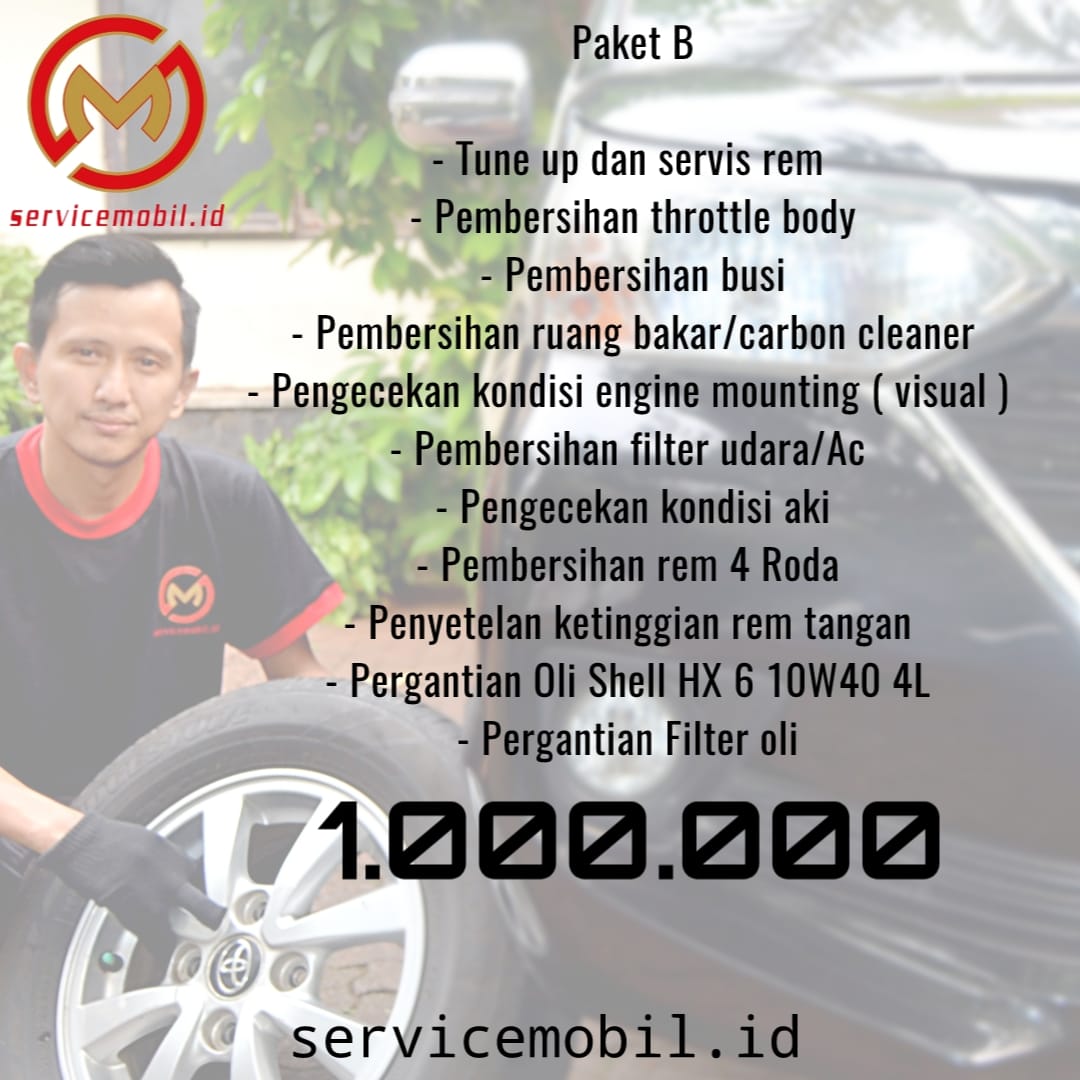 Paket B
servicemobil.id
- Tune up dan servis rem
- Pembersihan throttle body
- Pembersihan busi
- Pembersihan ruang bakar/carbon cleaner
- Pengecekan kondisi engine mounting ( visual )
- Pembersihan filter udara/Ac
- Pengecekan kondisi aki
- Pembersihan rem 4 Roda
- Penyetelan ketinggian rem tangan
- Pergantian Oli Shell HX 6 10W40 4L
- Pergantian Filter oli
1.000.000
servicemobil.id